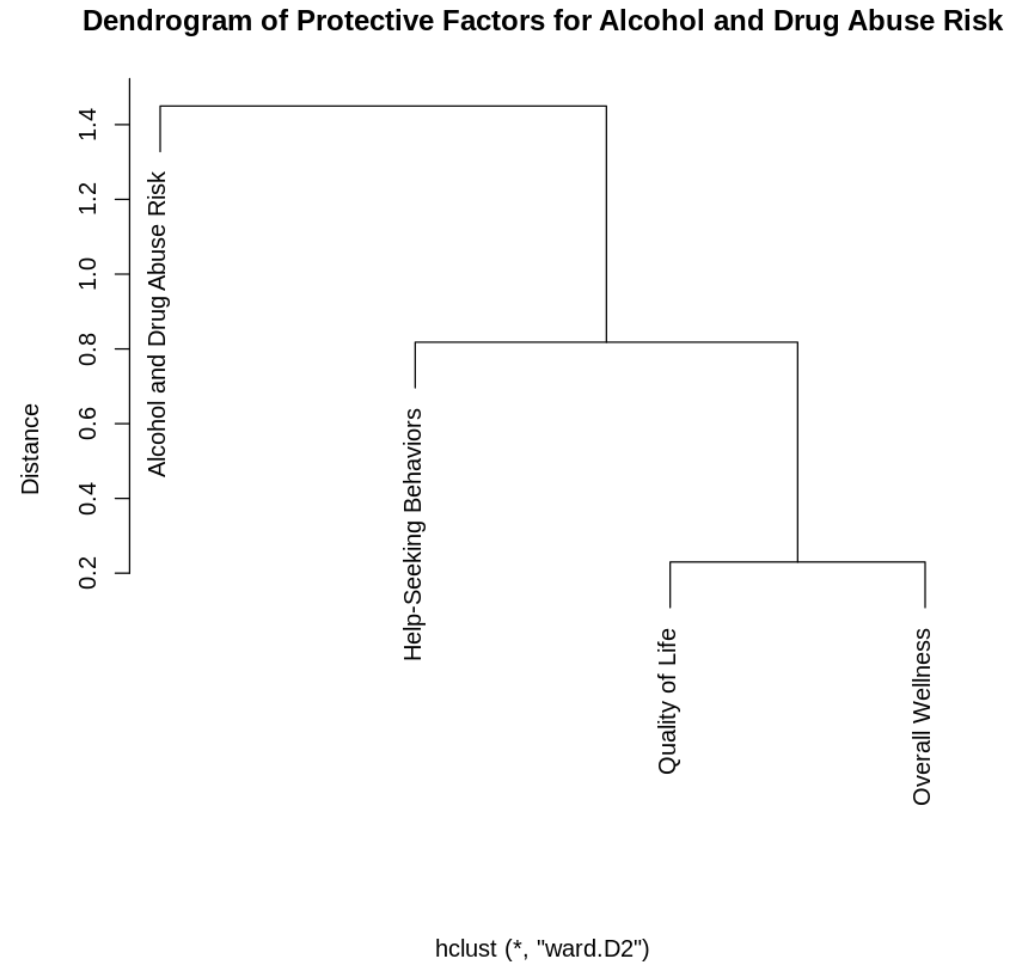 Dendrogram of Protective Factors for Alcohol and Drug Abuse Risk
Distance
1.4
1.2
1.0
0.8
0.6
0.4
0.2
Alcohol and Drug Abuse Risk
Help-Seeking Behaviors
Quality of Life
Overall Wellness
hclust (*, "ward.D2")